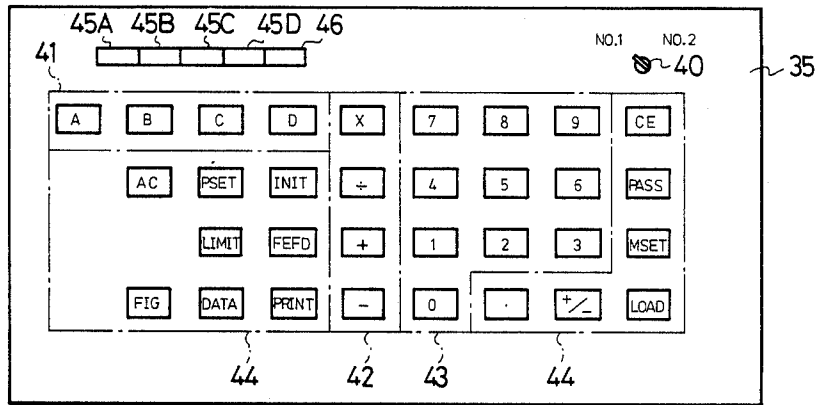 45A 45B 45C 45D 46
NO.1 NO.2
40
35
41
A B C D X 7 8 9 CE
AC PSET INIT ÷ 4 5 6 PASS
LIMIT FEFD + 1 2 3 MSET
FIG DATA PRINT - 0 . +/- LOAD
44 42 43 44